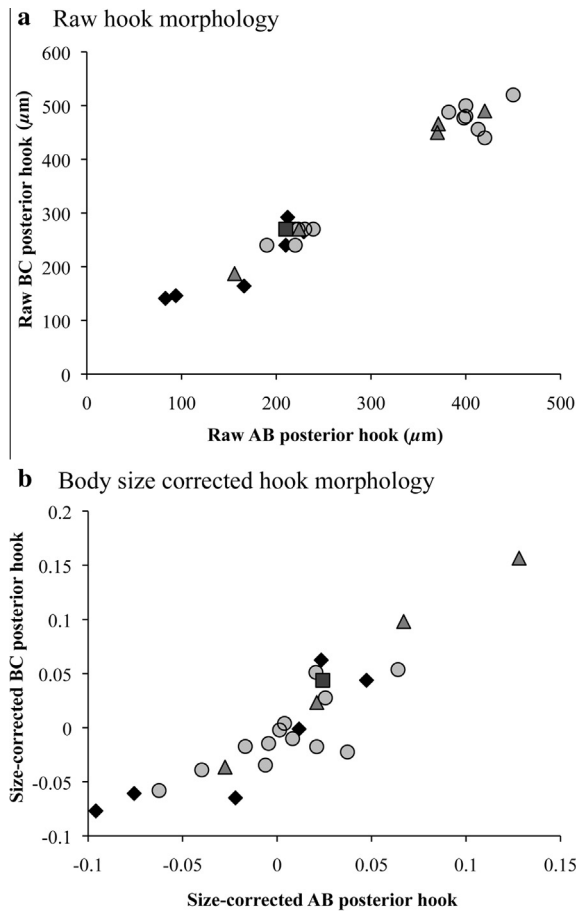 a Raw hook morphology
600
500
400
300
200
100
0
Raw BC posterior hook (µm)
0 100 200 300 400 500
Raw AB posterior hook (µm)
b Body size corrected hook morphology
0.2
0.15
0.1
0.05
0
-0.05
-0.1
Size-corrected BC posterior hook
-0.1 -0.05 0 0.05 0.1 0.15
Size-corrected AB posterior hook